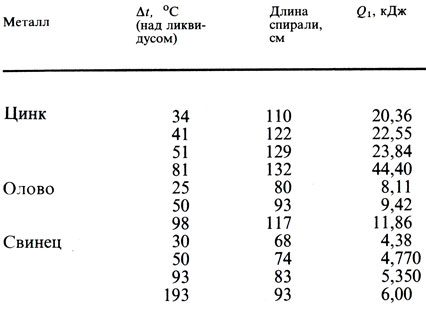 Металл Δt, °С (над ликви- дусом) Длина спирали, см Q₁, кДж
Цинк 34 110 20,36
41 122 22,55
51 129 23,84
81 132 44,40
Олово 25 80 8,11
50 93 9,42
98 117 11,86
Свинец 30 68 4,38
50 74 4,770
93 83 5,350
193 93 6,00